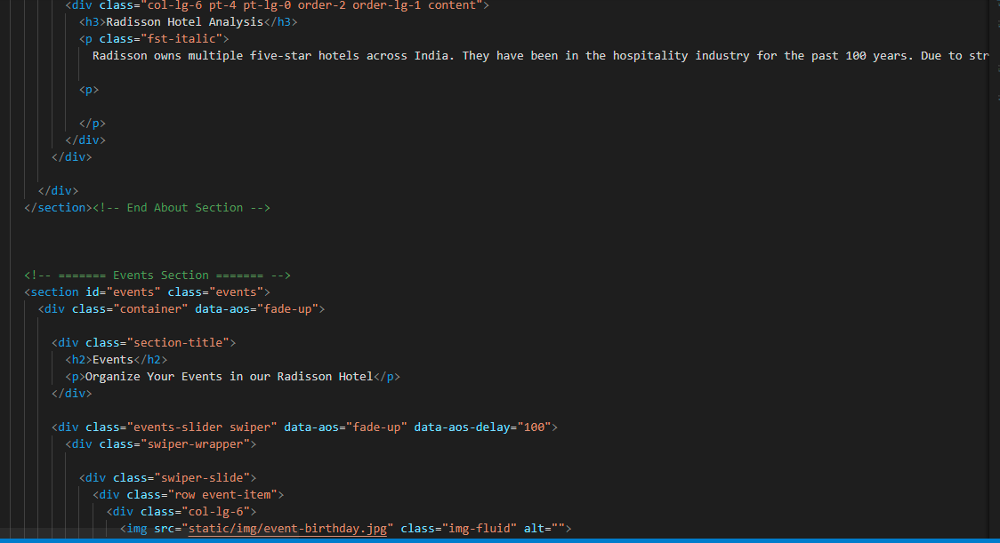 <div class="col-lg-6 pt-4 pt-lg-0 order-2 order-lg-1 content">
<h3>Radisson Hotel Analysis</h3>
<p class="fst-italic">
Radisson owns multiple five-star hotels across India. They have been in the hospitality industry for the past 100 years. Due to str
<p>
</p>
</div>
</div>
</div>
</section><!-- End About Section -->
<!-- ======= Events Section ======= -->
<section id="events" class="events">
<div class="container" data-aos="fade-up">
<div class="section-title">
<h2>Events</h2>
<p>Organize Your Events in our Radisson Hotel</p>
</div>
<div class="events-slider swiper" data-aos="fade-up" data-aos-delay="100">
<div class="swiper-wrapper">
<div class="swiper-slide">
<div class="row event-item">
<div class="col-lg-6">
<img src="static/img/event-birthday.jpg" class="img-fluid" alt="">